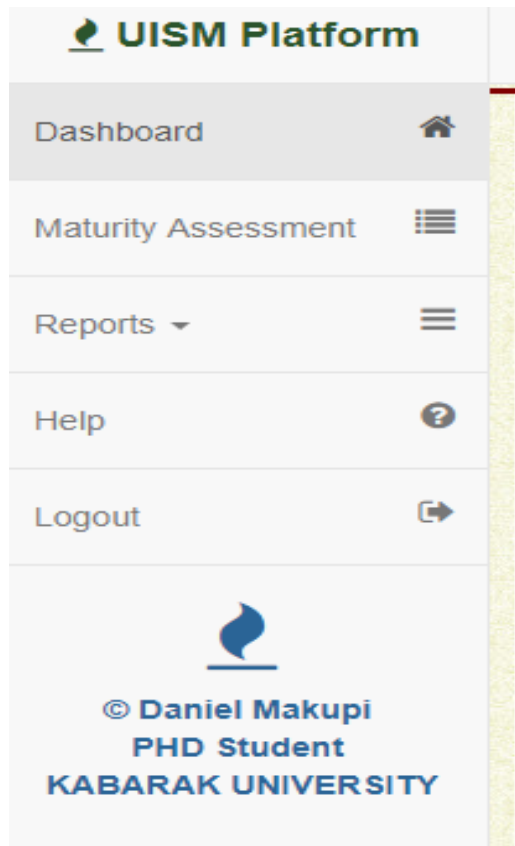 UISM Platform
Dashboard
Maturity Assessment
Reports
Help
Logout
© Daniel Makupi
PHD Student
KABARAK UNIVERSITY